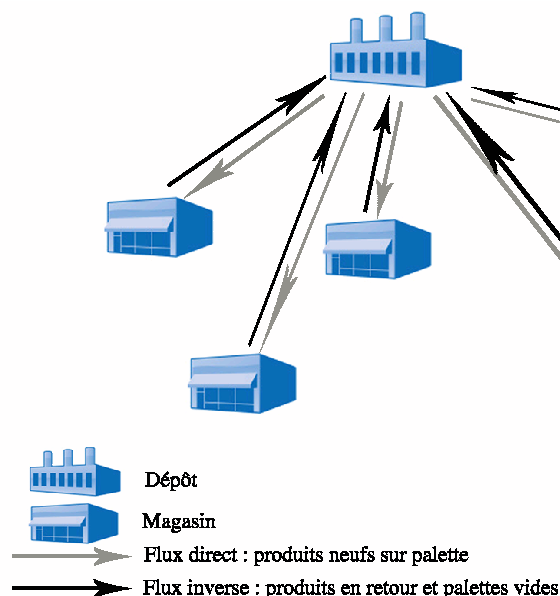 Dépôt
Magasin
Flux direct : produits neufs sur palette
Flux inverse : produits en retour et palettes vides